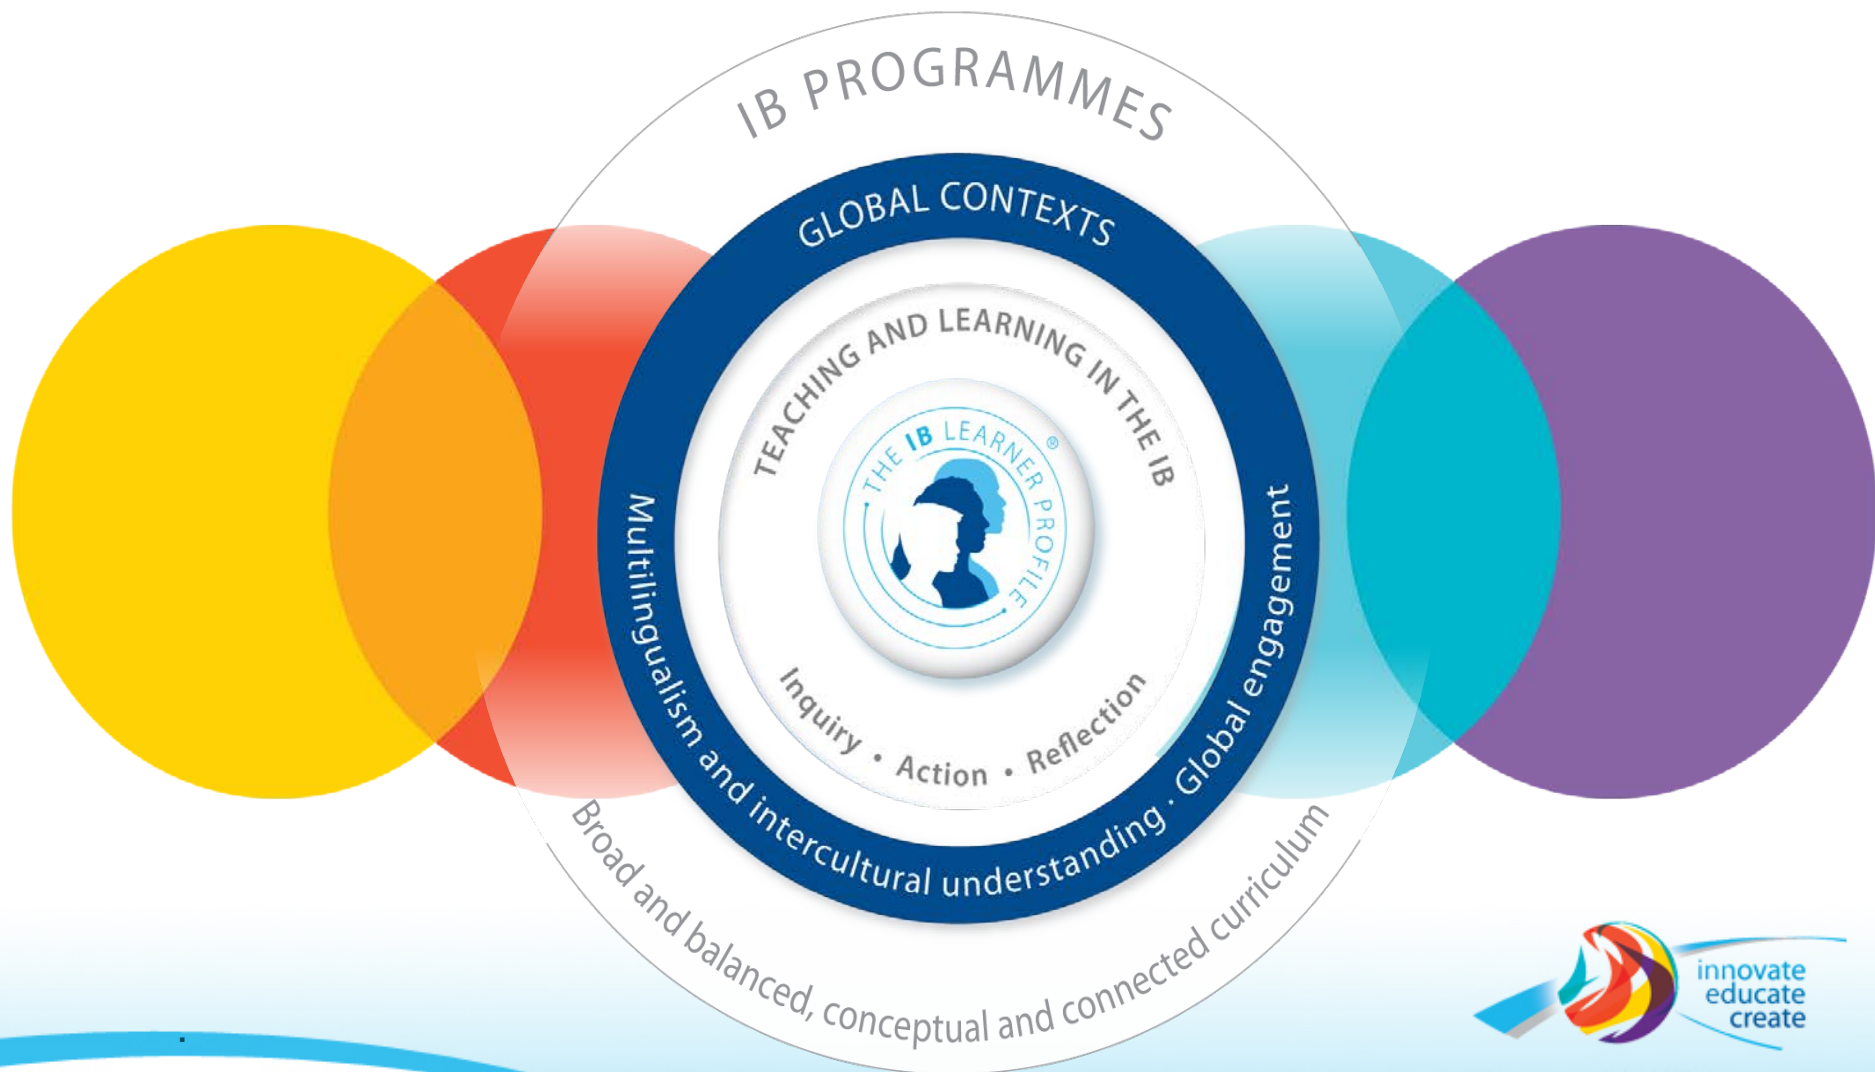 IB PROGRAMMES
GLOBAL CONTEXTS
TEACHING AND LEARNING IN THE IB
THE IB LEARNER PROFILE ®
Inquiry • Action • Reflection
Multilingualism and intercultural understanding · Global engagement
Broad and balanced, conceptual and connected curriculum
innovate
educate
create